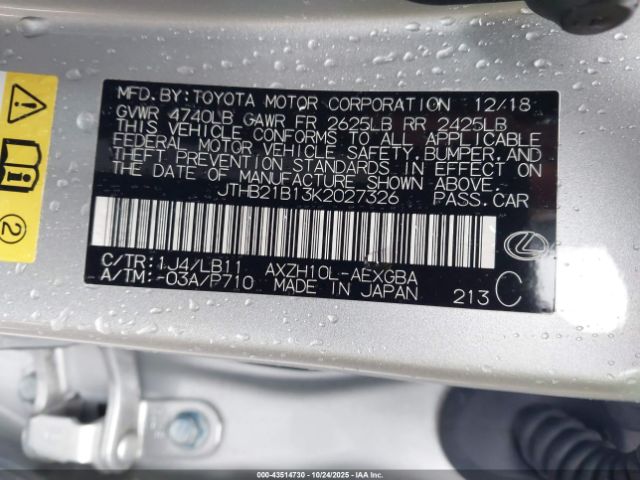 MFD. BY: TOYOTA MOTOR CORPORATION 12/18
GVWR 4740LB GAWR FR 2625LB RR 2425LB
THIS VEHICLE CONFORMS TO ALL APPLICABLE
FEDERAL MOTOR VEHICLE SAFETY, BUMPER, AND
THEFT PREVENTION STANDARDS IN EFFECT ON
THE DATE OF MANUFACTURE SHOWN ABOVE.
JTHB21B13K2027326 PASS. CAR
C/TR: 1J4/LB11 AXZH10L-AEXGBA
A/TM: -03A/P710 MADE IN JAPAN 213 C
2
000-43514730 - 10/24/2025 - IAAI.COM